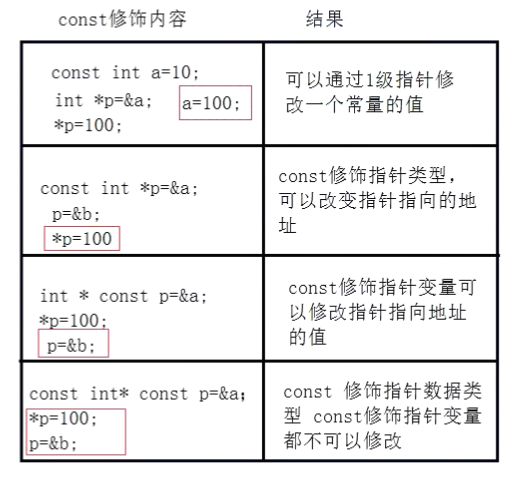 const修饰内容 结果
const int a=10;
int *p=&a; a=100;
*p=100;
可以通过1级指针修
改一个常量的值
const int *p=&a;
p=&b;
*p=100
const修饰指针类型，
可以改变指针指向的地
址
int * const p=&a;
*p=100;
p=&b;
const修饰指针变量可
以修改指针指向地址
的值
const int* const p=&a;
*p=100;
p=&b;
const 修饰指针数据类
型 const修饰指针变量
都不可以修改